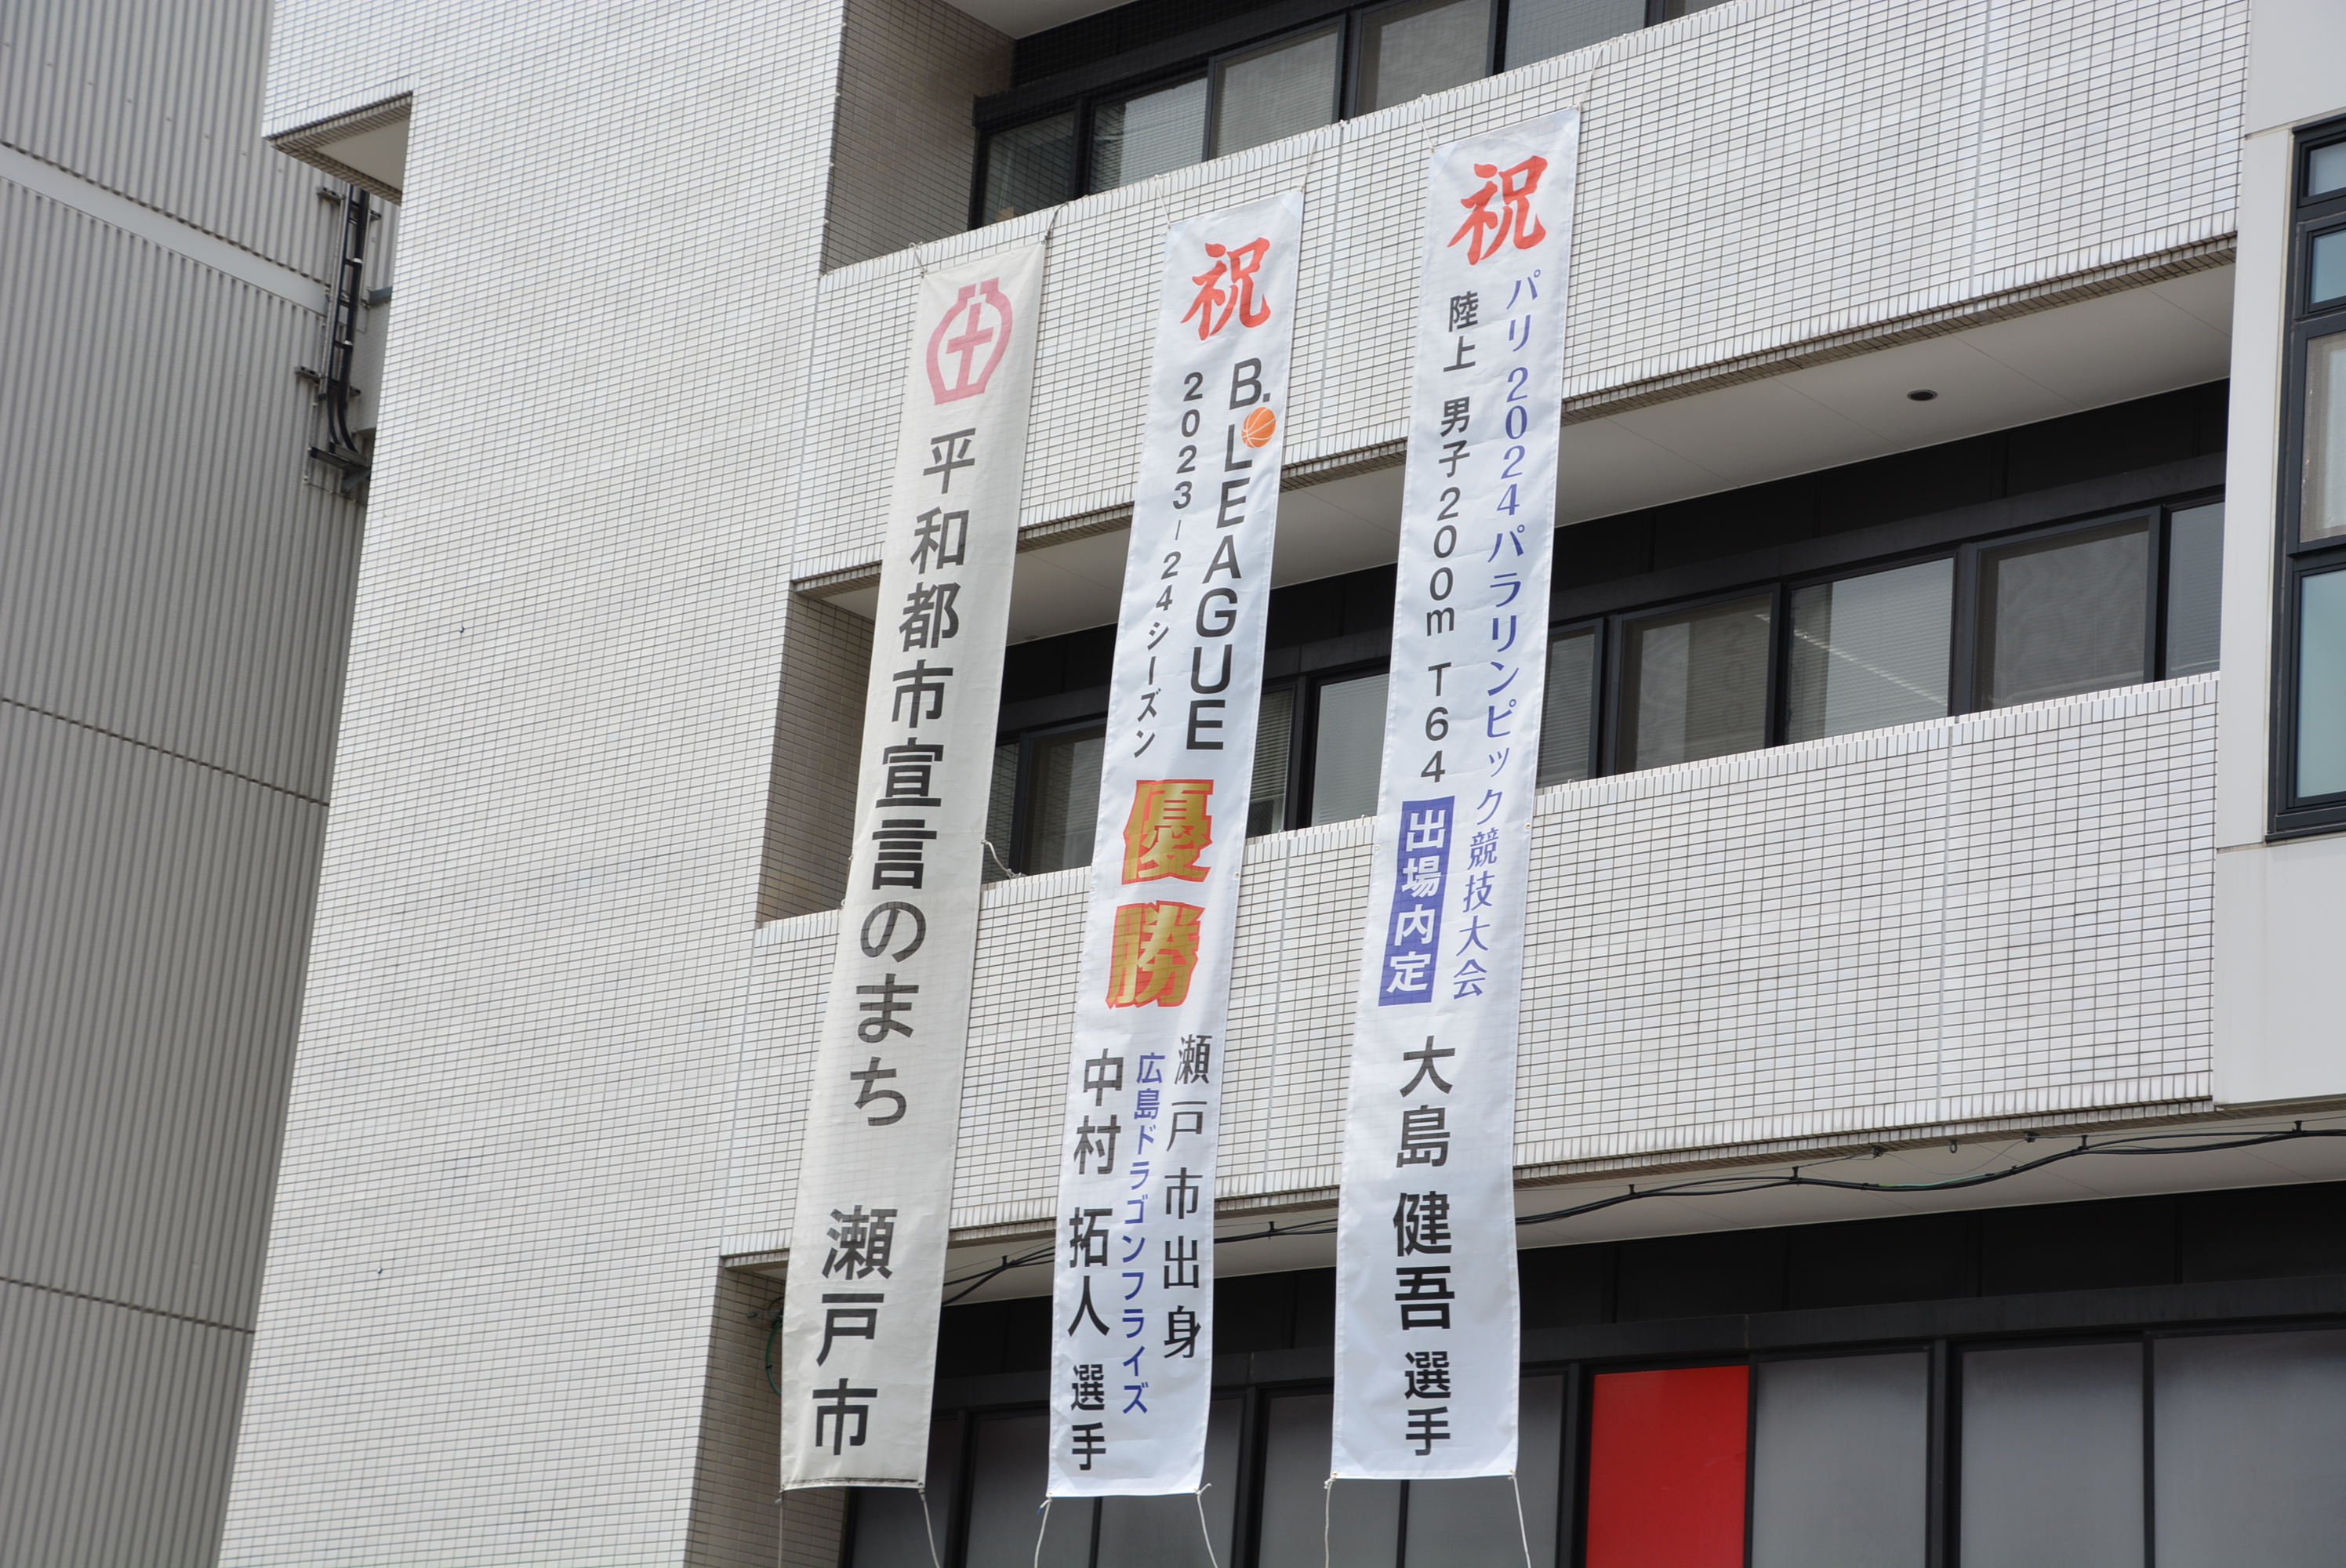 平和都市宣言のまち 瀬戸市
祝
B.LEAGUE
2023-24シーズン
優勝
瀬戸市出身
広島ドラゴンフライズ
中村 拓人 選手
祝
パリ2024パラリンピック競技大会
陸上 男子200m T64
出場内定
大島 健吾 選手